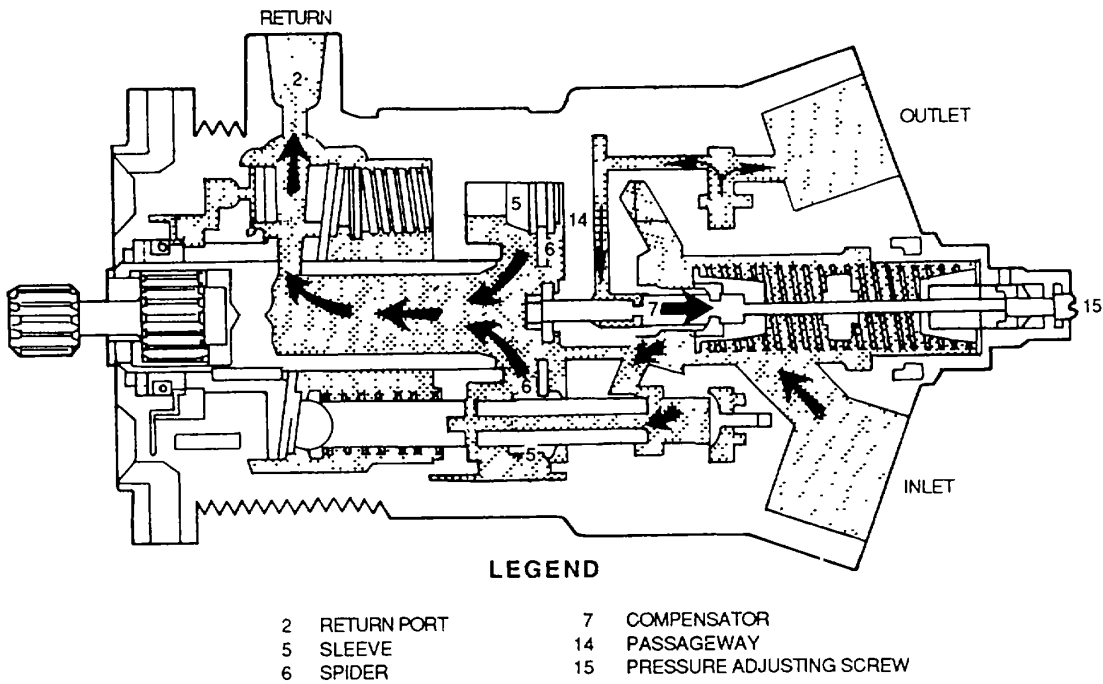 RETURN
2
OUTLET
5
14
6
7
15
6
5
INLET
LEGEND
2 RETURN PORT
5 SLEEVE
6 SPIDER
7 COMPENSATOR
14 PASSAGEWAY
15 PRESSURE ADJUSTING SCREW